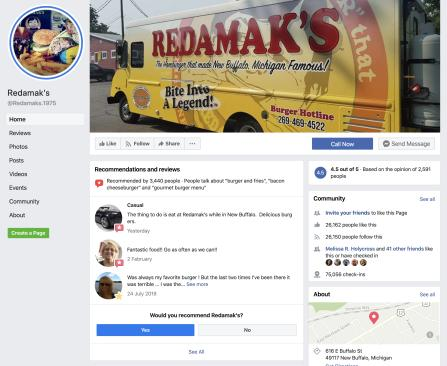 REDAMAK'S
The Hamburger that made New Buffalo, Michigan Famous!
Bite Into
A Legend!
that
Burger Hotline
269-469-4522
Redamak's
@Redamaks.1975
Home
Reviews
Photos
Posts
Videos
Events
Community
About
Create a Page
Like Follow Share ...
Call Now
Send Message
Recommendations and reviews
Recommended by 3,440 people · People talk about "burger and fries", "bacon
cheeseburger" and "gourmet burger menu"
Casual
The thing to do is eat at Redamak's while in New Buffalo. Delicious burg
ers.
Yesterday
Fantastic food!! Go as often as we can!!
2 February
Was always my favorite burger ! But the last two times I've been there it
was terrible ... I was the... See more
24 July 2018
Would you recommend Redamak's?
Yes
No
See All
4.5
4.5 out of 5 · Based on the opinion of 2,591
people
Community
See all
Invite your friends to like this Page
26,162 people like this
26,150 people follow this
Melissa R. Holycross and 41 other friends like
this or have checked in
75,056 check-ins
About
See all
616 E Buffalo St
49117 New Buffalo, Michigan